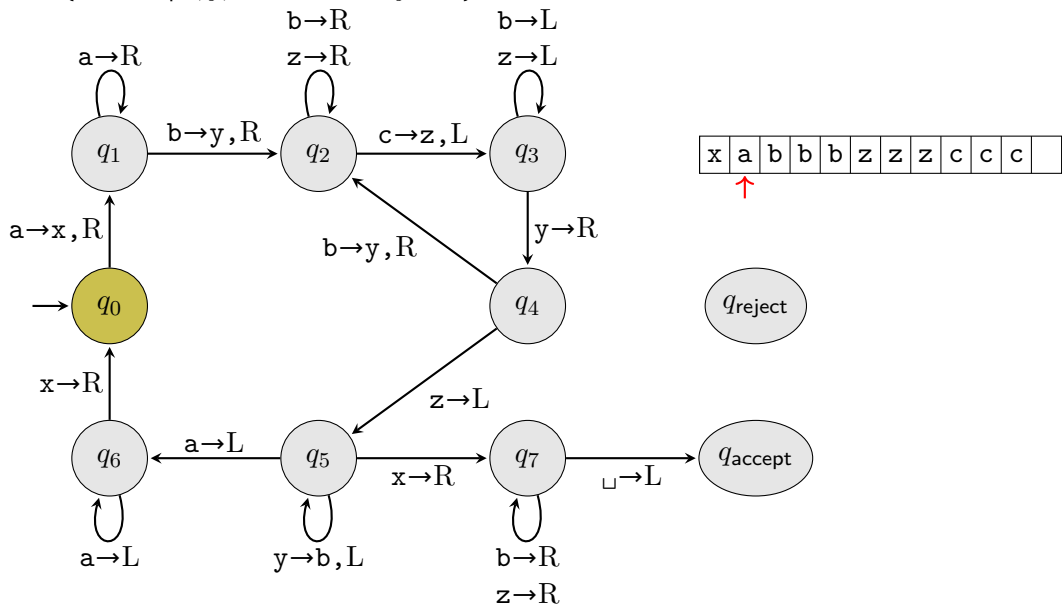 b→R
b→L
a→R
z→R
z→L
q1
b→y,R
q2
c→z,L
q3
x a b b b z z z c c c
a→x,R
b→y,R
y→R
q0
q4
qreject
x→R
z→L
q6
a→L
q5
x→R
q7
␣→L
qaccept
a→L
y→b,L
b→R
z→R